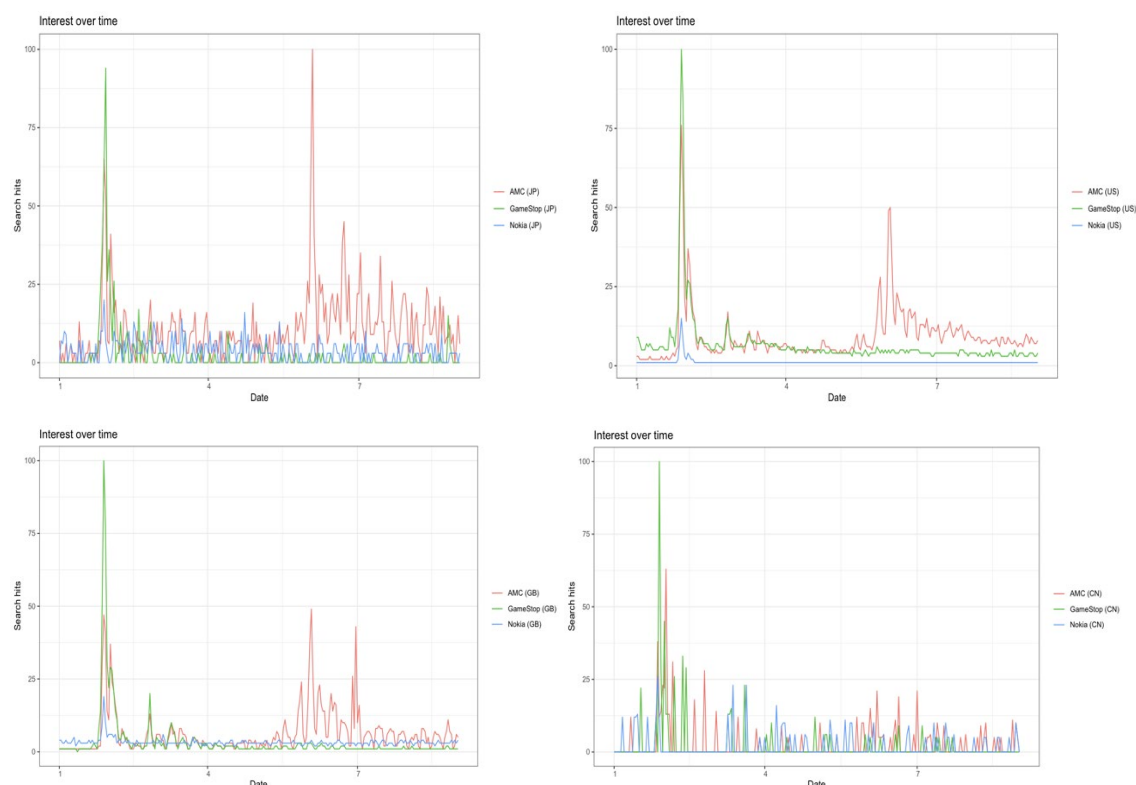 Interest over time
100
75
50
25
0
Search hits
1
4
7
Date
AMC (JP)
GameStop (JP)
Nokia (JP)
Interest over time
100
75
50
25
0
Search hits
1
4
7
Date
AMC (US)
GameStop (US)
Nokia (US)
Interest over time
100
75
50
25
0
Search hits
1
4
7
Date
AMC (GB)
GameStop (GB)
Nokia (GB)
Interest over time
100
75
50
25
0
Search hits
1
4
7
Date
AMC (CN)
GameStop (CN)
Nokia (CN)